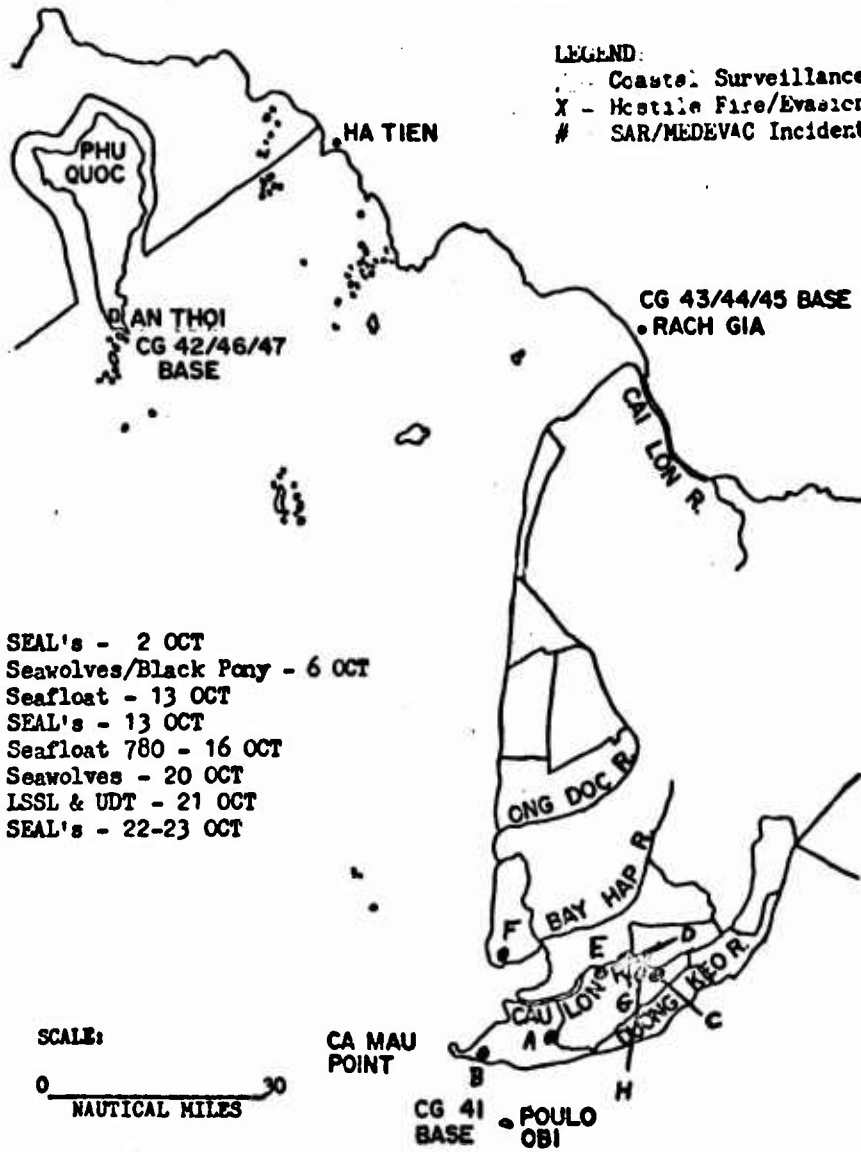 LEGEND:
Coastal Surveillance
X - Hostile Fire/Evasion
# SAR/MEDEVAC Incident
HA TIEN
PHU
QUOC
AN THOI
CG 42/46/47
BASE
CG 43/44/45 BASE
RACH GIA
CAI LON R.
SEAL's - 2 OCT
Seawolves/Black Pony - 6 OCT
Seafloat - 13 OCT
SEAL's - 13 OCT
Seafloat 780 - 16 OCT
Seawolves - 20 OCT
LSSL & UDT - 21 OCT
SEAL's - 22-23 OCT
ONG DOC R.
BAY HAP R.
F
E
D
CAU LON
G
DUONG KEO R.
C
A
B
H
SCALE:
0 30
NAUTICAL MILES
CA MAU
POINT
CG 41
BASE
POULO
OBI